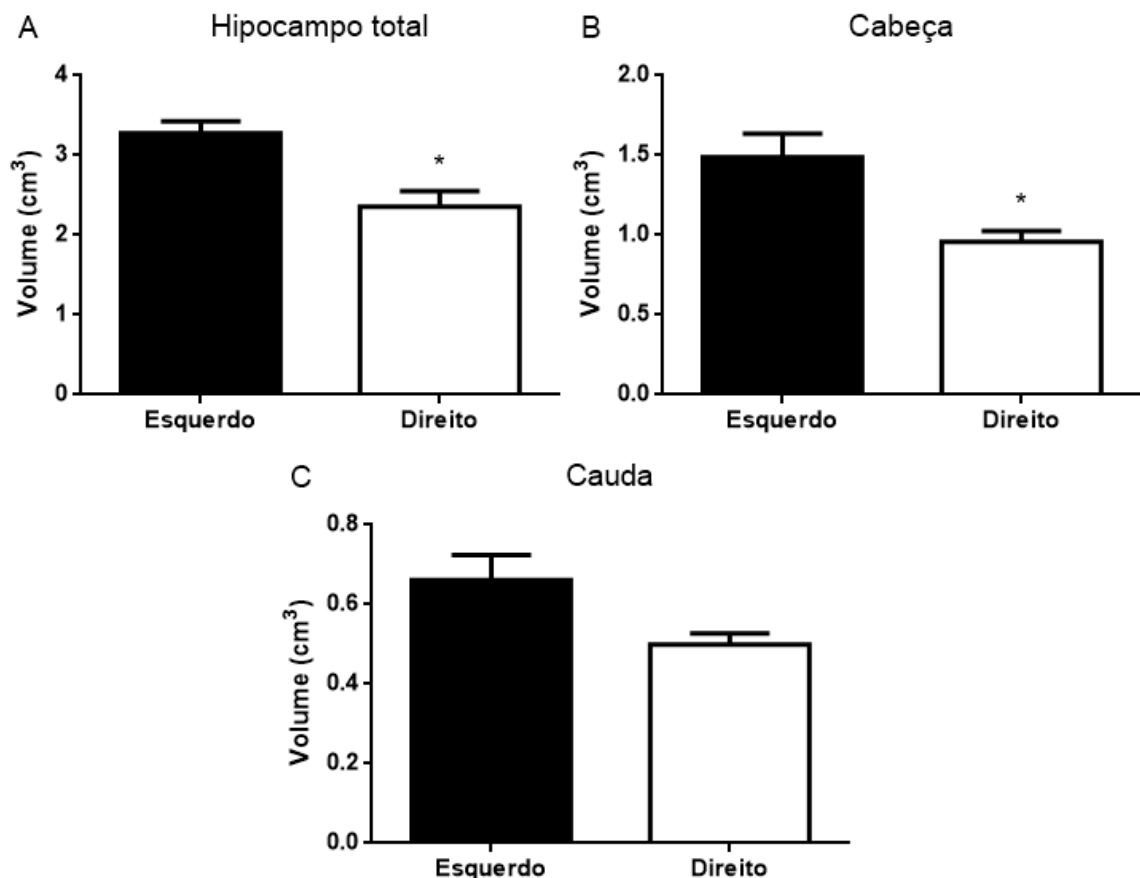 A
Hipocampo total
Volume (cm³)
4
3
2
1
0
*
Esquerdo
Direito
B
Cabeça
Volume (cm³)
2.0
1.5
1.0
0.5
0.0
*
Esquerdo
Direito
C
Cauda
Volume (cm³)
0.8
0.6
0.4
0.2
0.0
Esquerdo
Direito